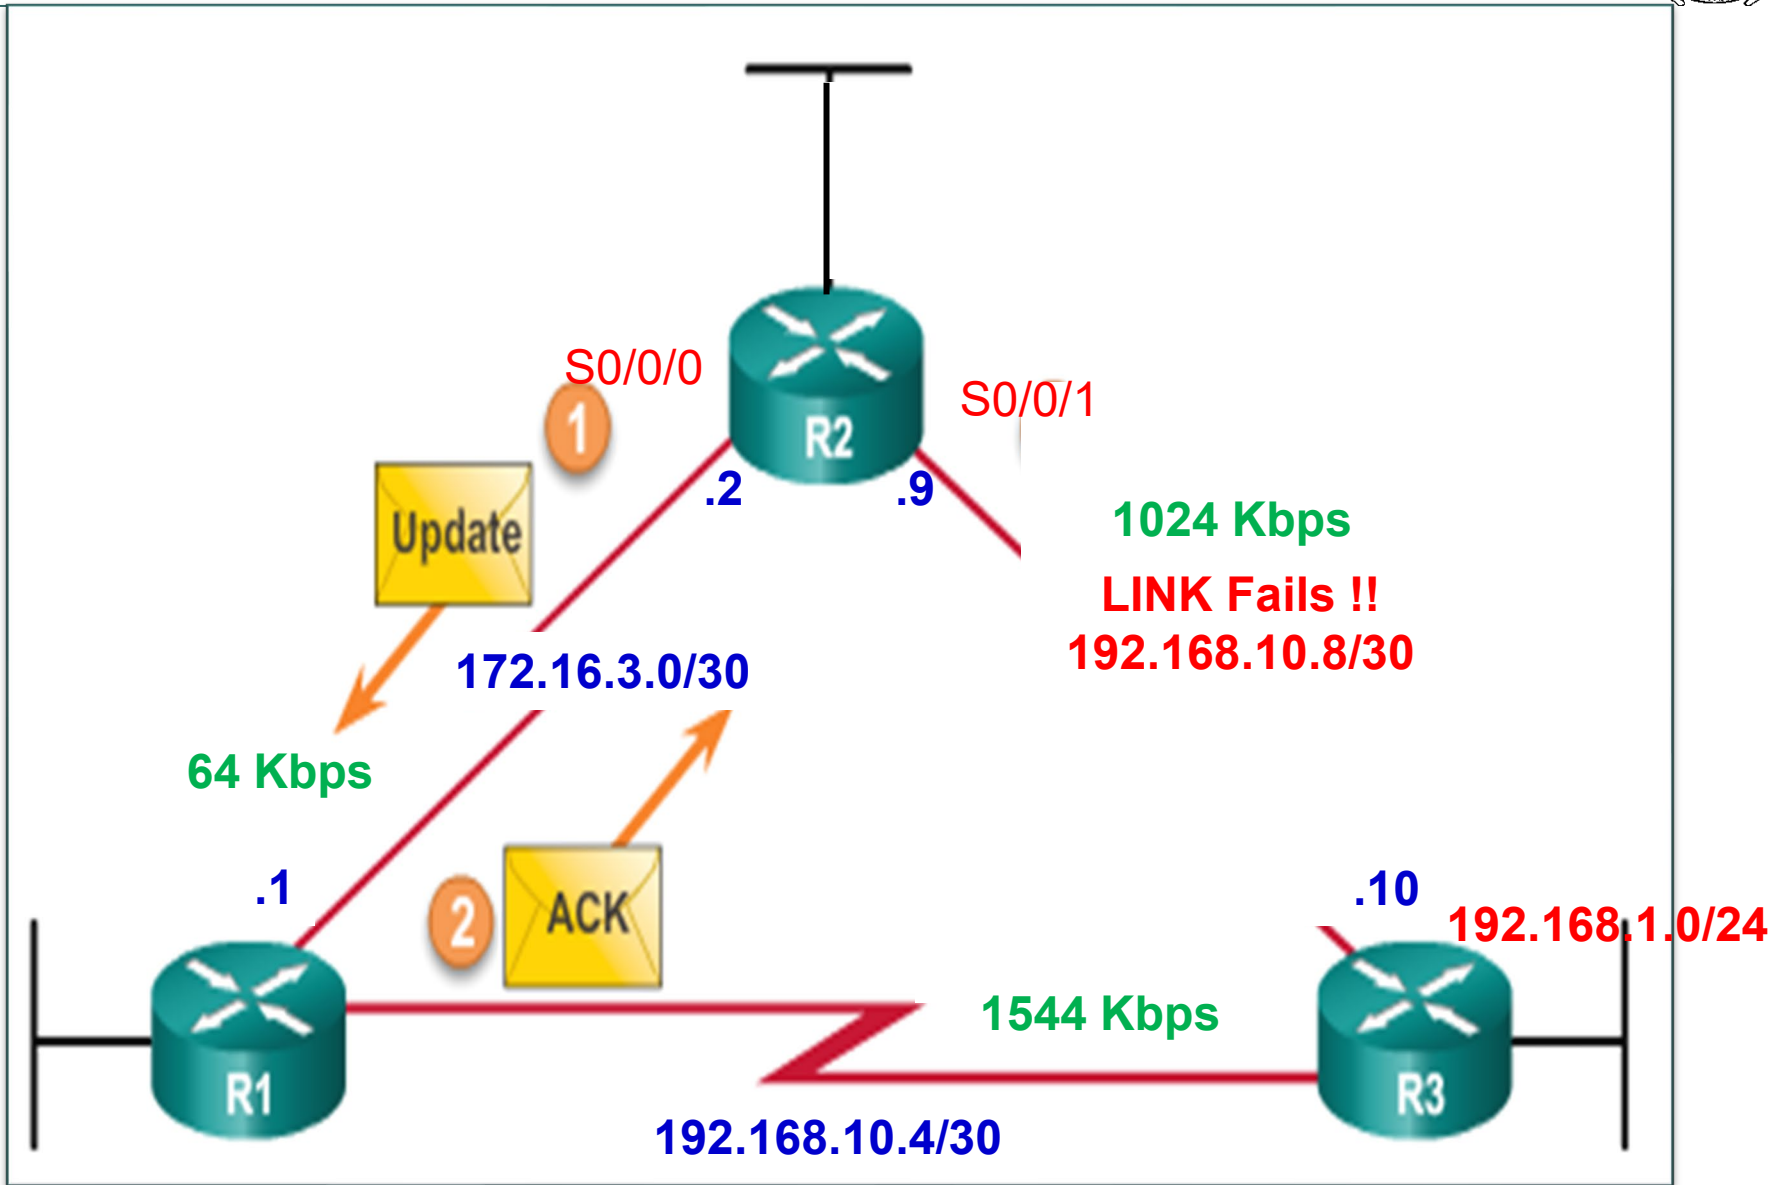 S0/0/0
S0/0/1
1
R2
.2
.9
Update
1024 Kbps
LINK Fails !!
192.168.10.8/30
172.16.3.0/30
64 Kbps
.1
2
ACK
.10
192.168.1.0/24
1544 Kbps
R1
R3
192.168.10.4/30